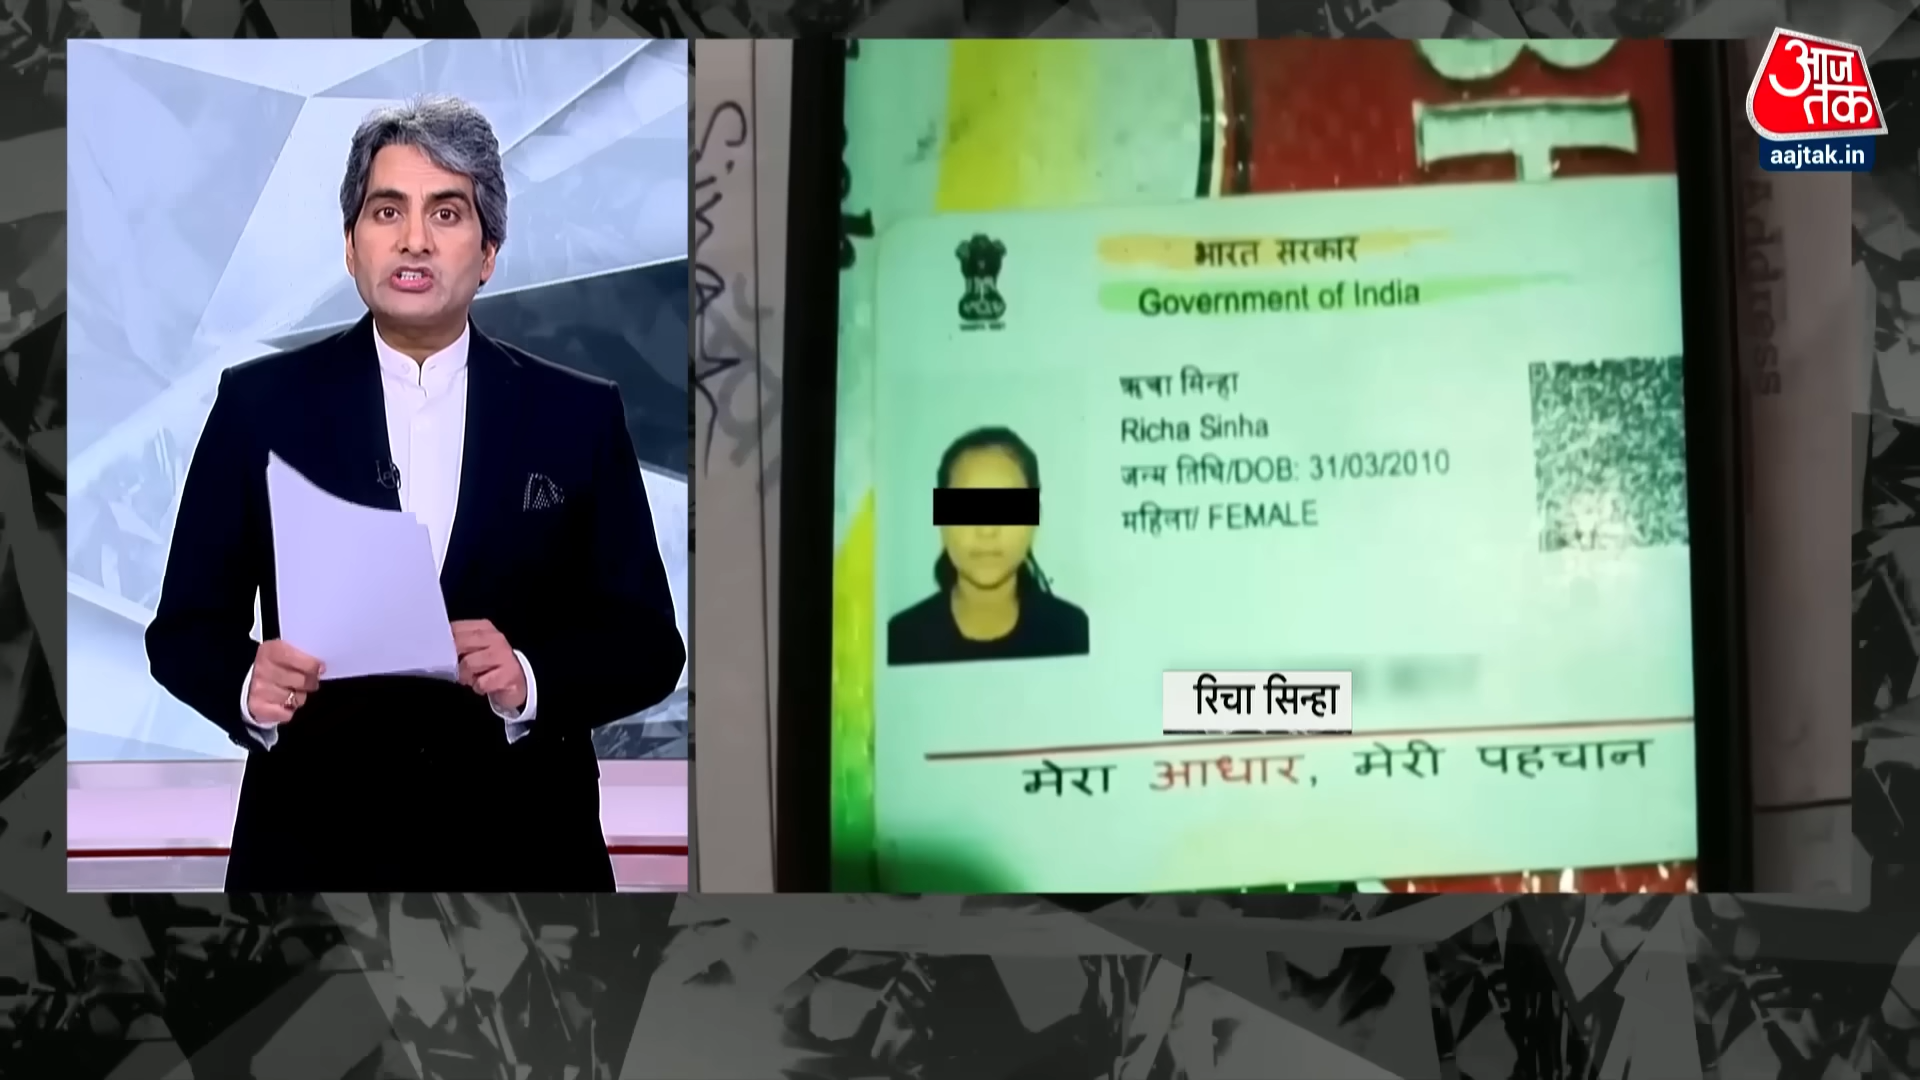 आज
तक
aajtak.in
Address
भारत सरकार
Government of India
ऋचा सिन्हा
Richa Sinha
जन्म तिथि/DOB: 31/03/2010
महिला/ FEMALE
रिचा सिन्हा
मेरा आधार, मेरी पहचान